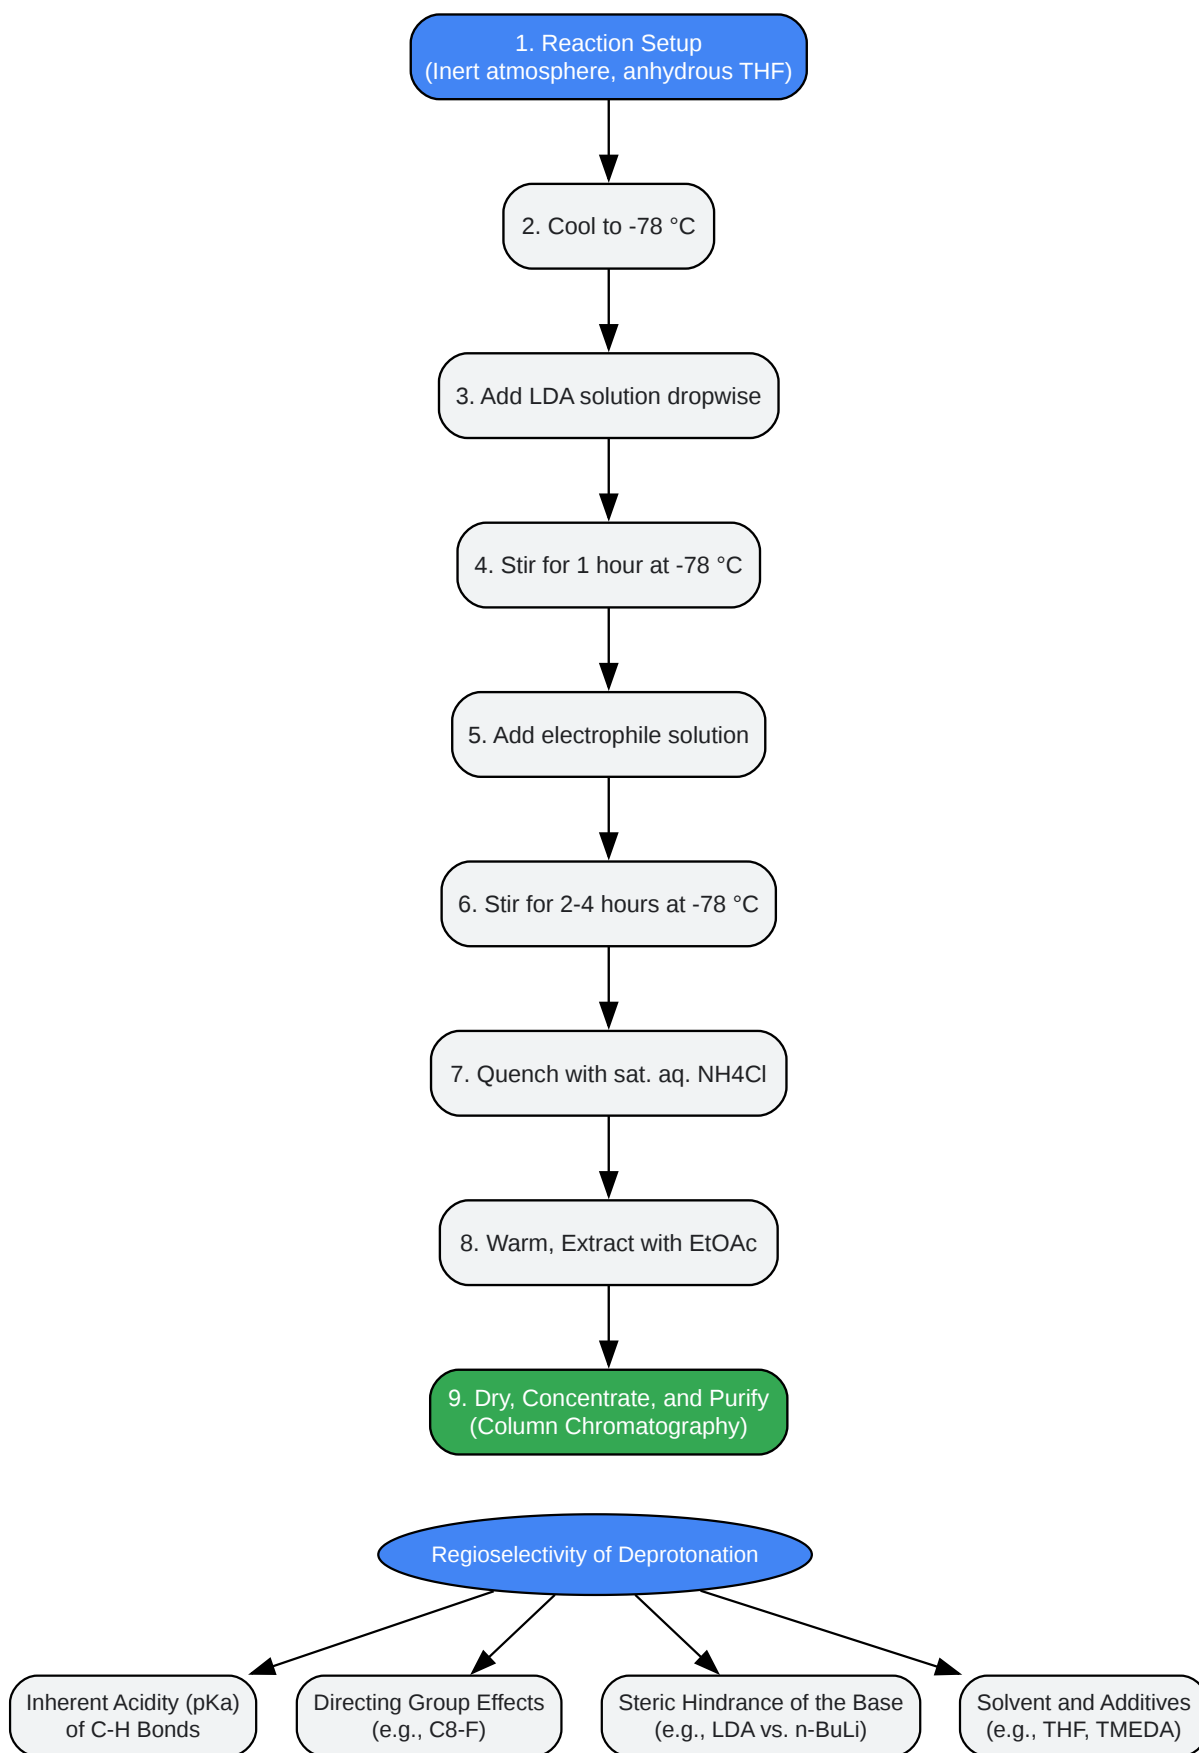 1. Reaction Setup
(Inert atmosphere, anhydrous THF)
2. Cool to -78 °C
3. Add LDA solution dropwise
4. Stir for 1 hour at -78 °C
5. Add electrophile solution
6. Stir for 2-4 hours at -78 °C
7. Quench with sat. aq. NH4Cl
8. Warm, Extract with EtOAc
9. Dry, Concentrate, and Purify
(Column Chromatography)
Regioselectivity of Deprotonation
Inherent Acidity (pKa)
of C-H Bonds
Directing Group Effects
(e.g., C8-F)
Steric Hindrance of the Base
(e.g., LDA vs. n-BuLi)
Solvent and Additives
(e.g., THF, TMEDA)